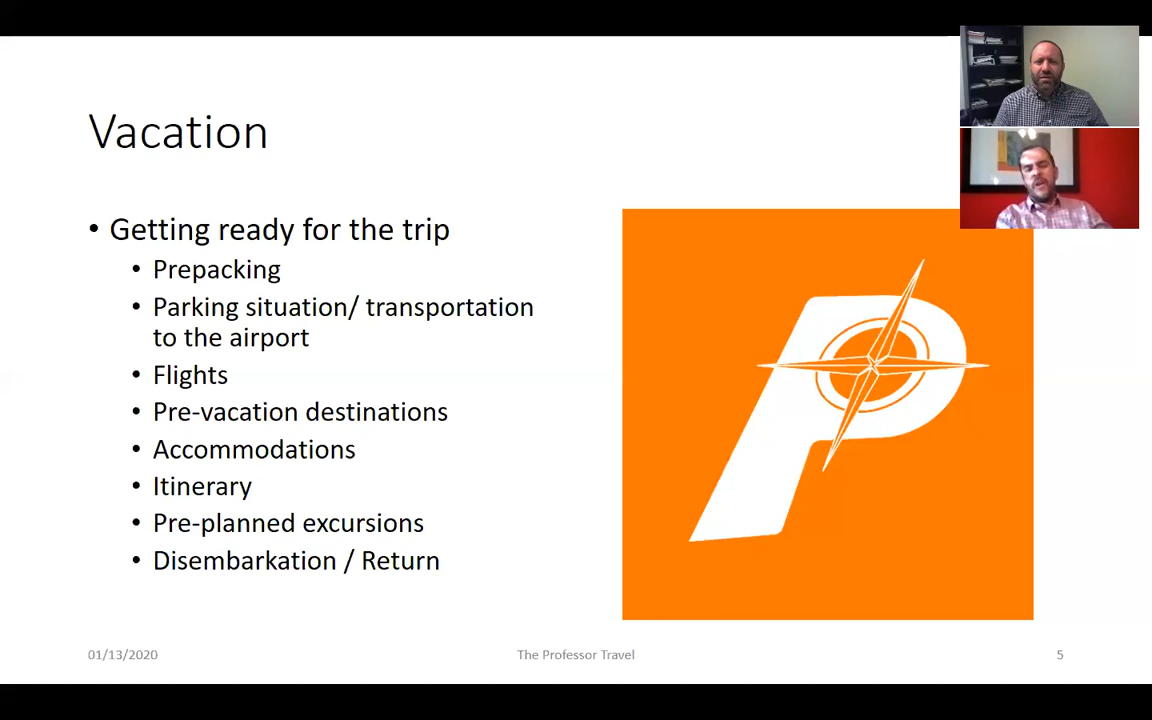 Vacation
• Getting ready for the trip
• Prepacking
• Parking situation/ transportation
to the airport
• Flights
• Pre-vacation destinations
• Accommodations
• Itinerary
• Pre-planned excursions
• Disembarkation / Return
P
01/13/2020
The Professor Travel
5